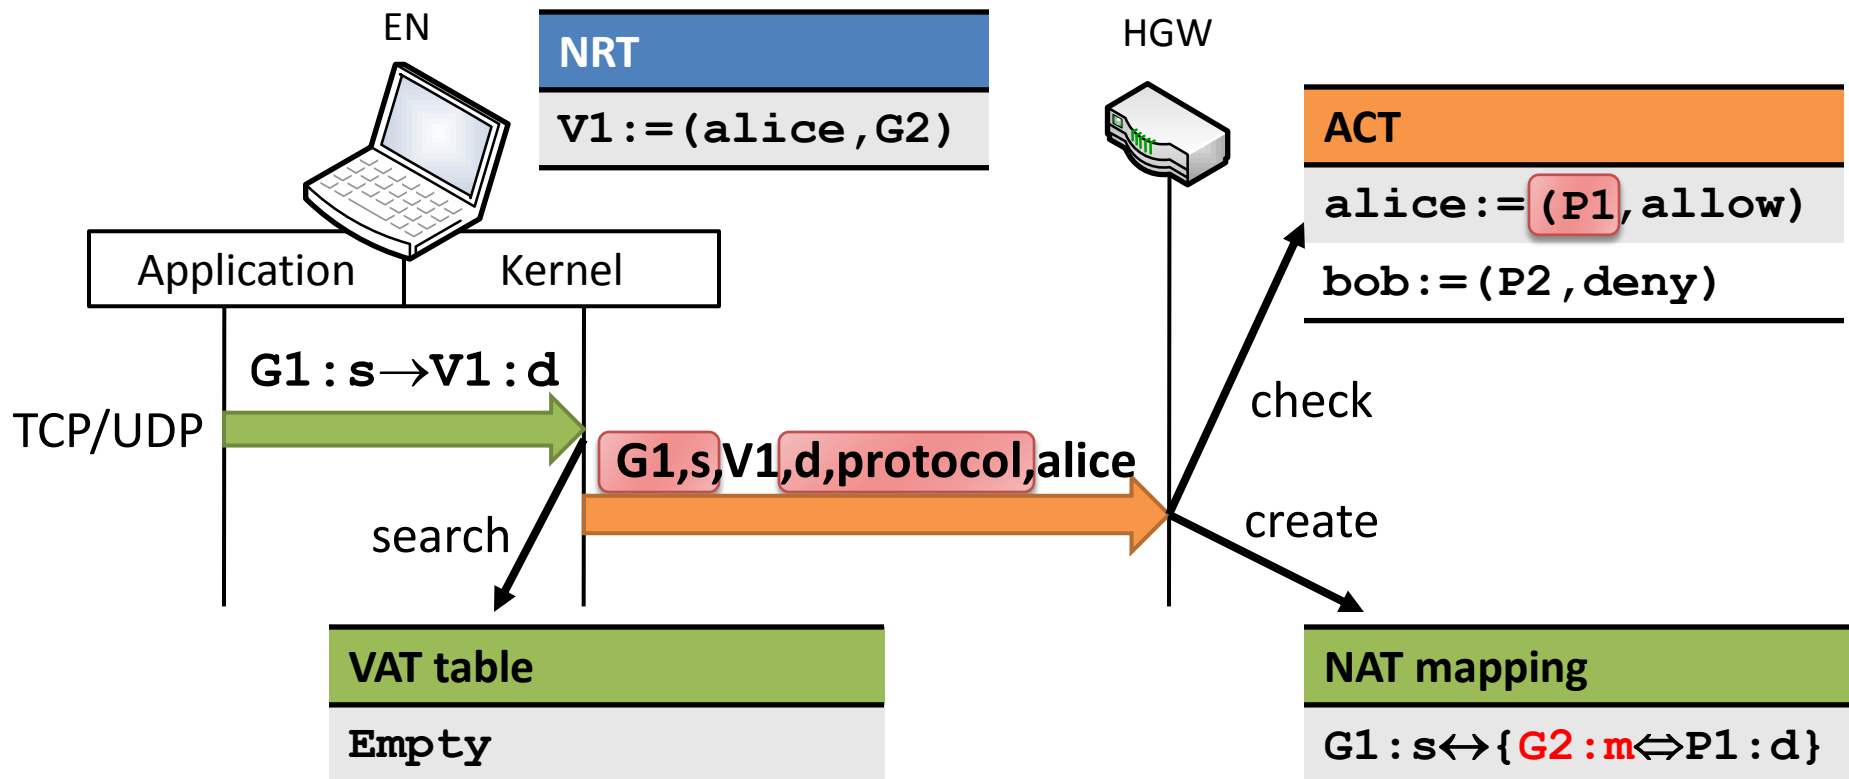 EN
NRT
V1:=(alice,G2)
HGW
ACT
alice:=(P1,allow)
bob:=(P2,deny)
Application
Kernel
G1:s→V1:d
TCP/UDP
G1,s,V1,d,protocol,alice
check
search
create
VAT table
Empty
NAT mapping
G1:s↔{G2:m⇔P1:d}